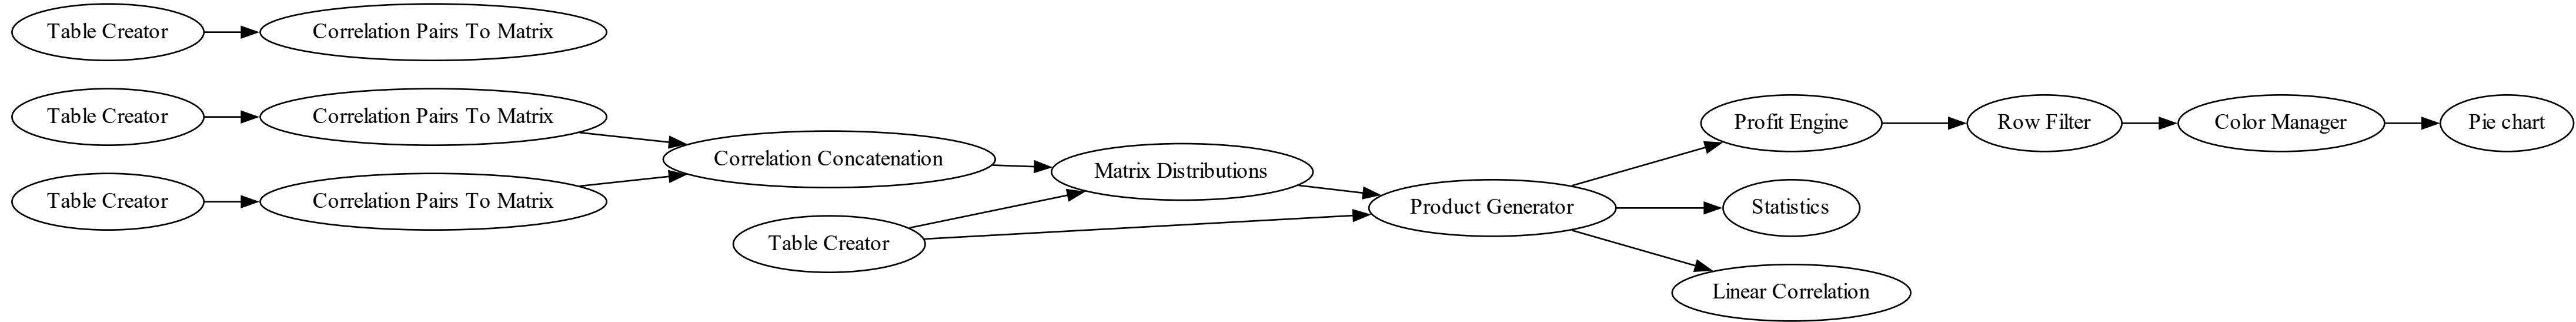 Table Creator
Correlation Pairs To Matrix
Table Creator
Correlation Pairs To Matrix
Table Creator
Correlation Pairs To Matrix
Correlation Concatenation
Table Creator
Matrix Distributions
Product Generator
Profit Engine
Row Filter
Color Manager
Pie chart
Statistics
Linear Correlation